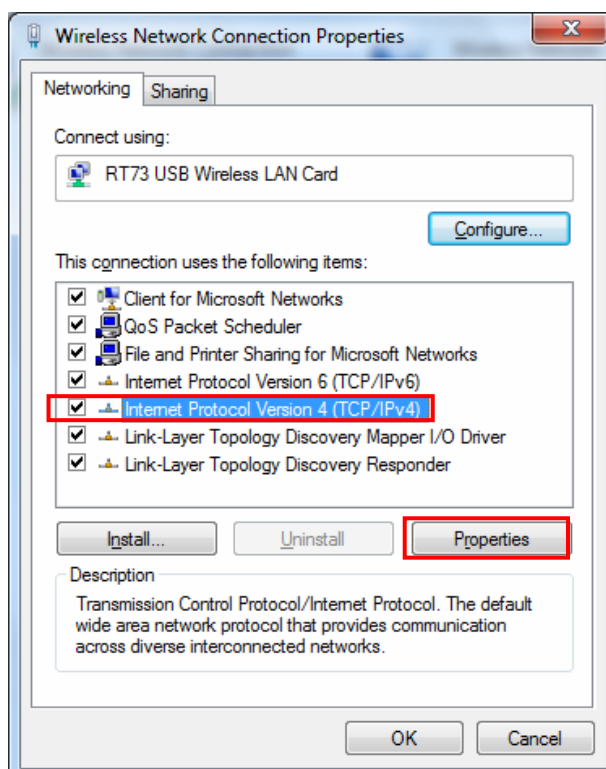 Wireless Network Connection Properties
Networking
Sharing
Connect using:
RT73 USB Wireless LAN Card
Configure...
This connection uses the following items:
Client for Microsoft Networks
QoS Packet Scheduler
File and Printer Sharing for Microsoft Networks
Internet Protocol Version 6 (TCP/IPv6)
Internet Protocol Version 4 (TCP/IPv4)
Link-Layer Topology Discovery Mapper I/O Driver
Link-Layer Topology Discovery Responder
Install...
Uninstall
Properties
Description
Transmission Control Protocol/Internet Protocol. The default
wide area network protocol that provides communication
across diverse interconnected networks.
OK
Cancel